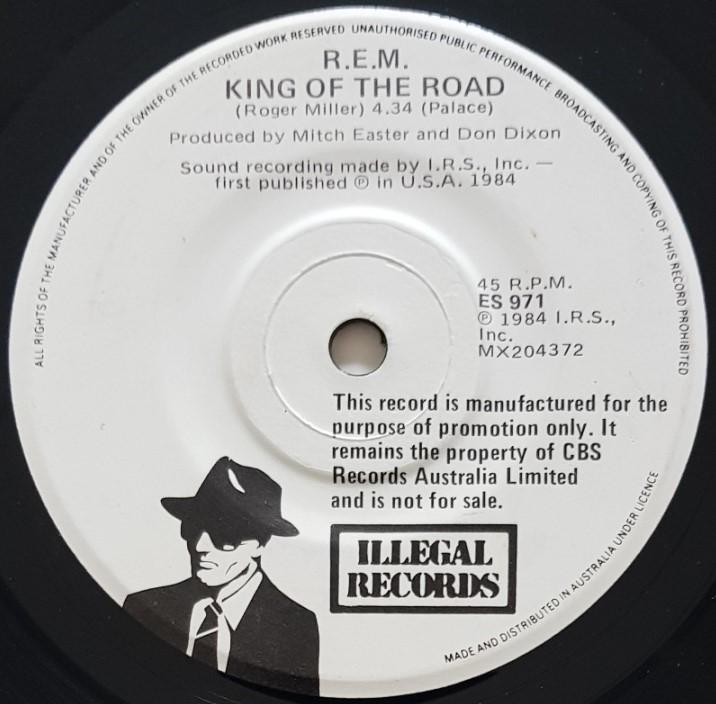 ALL RIGHTS OF THE MANUFACTURER AND OF THE OWNER OF THE RECORDED WORK RESERVED UNAUTHORISED PUBLIC PERFORMANCE BROADCASTING AND COPYING OF THIS RECORD PROHIBITED
R.E.M.
KING OF THE ROAD
(Roger Miller) 4.34 (Palace)
Produced by Mitch Easter and Don Dixon
Sound recording made by I.R.S., Inc. —
first published ℗ in U.S.A. 1984
45 R.P.M.
ES 971
℗ 1984 I.R.S.,
Inc.
MX204372
This record is manufactured for the
purpose of promotion only. It
remains the property of CBS
Records Australia Limited
and is not for sale.
ILLEGAL
RECORDS
MADE AND DISTRIBUTED IN AUSTRALIA UNDER LICENCE